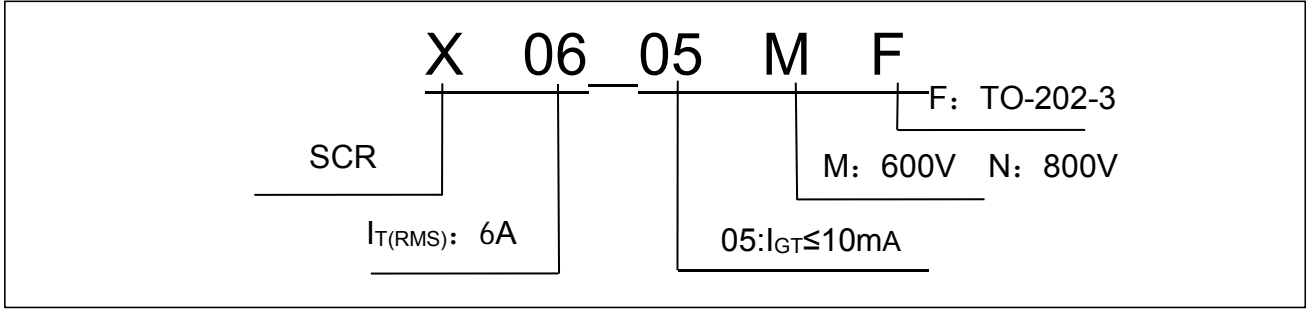 X 06 05 M F
F：TO-202-3
SCR
M：600V N：800V
IT(RMS)：6A
05:IGT≤10mA